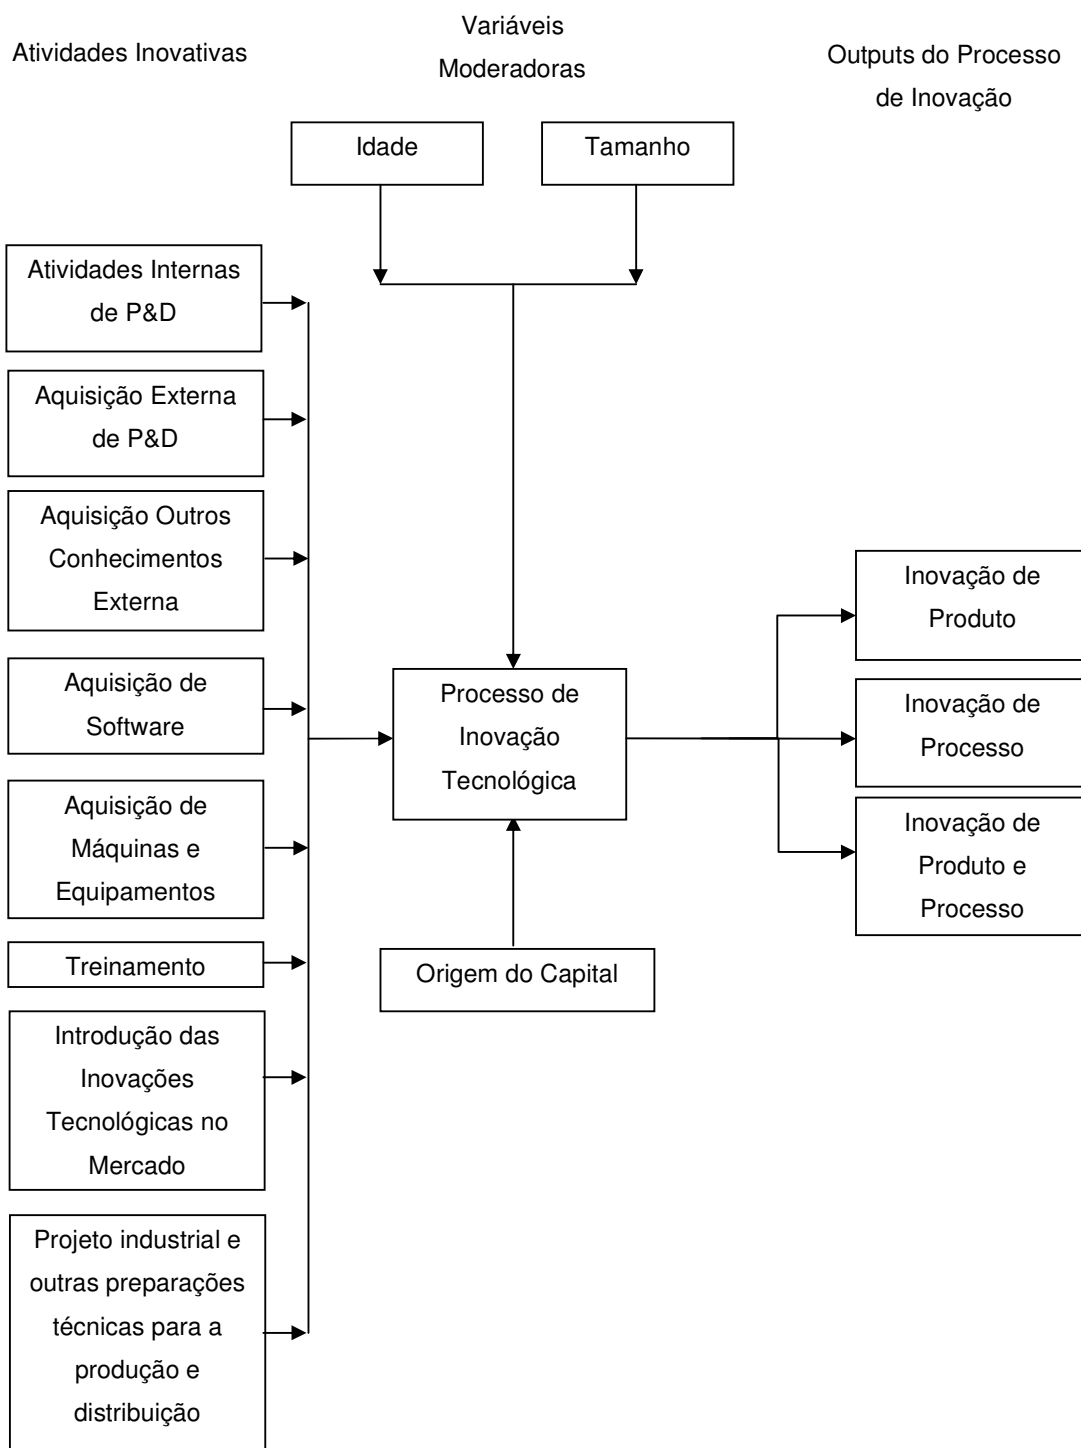 Atividades Inovativas
Variáveis
Moderadoras
Outputs do Processo
de Inovação
Idade
Tamanho
Atividades Internas
de P&D
Aquisição Externa
de P&D
Aquisição Outros
Conhecimentos
Externa
Aquisição de
Software
Aquisição de
Máquinas e
Equipamentos
Treinamento
Introdução das
Inovações
Tecnológicas no
Mercado
Projeto industrial e
outras preparações
técnicas para a
produção e
distribuição
Processo de
Inovação
Tecnológica
Origem do Capital
Inovação de
Produto
Inovação de
Processo
Inovação de
Produto e
Processo